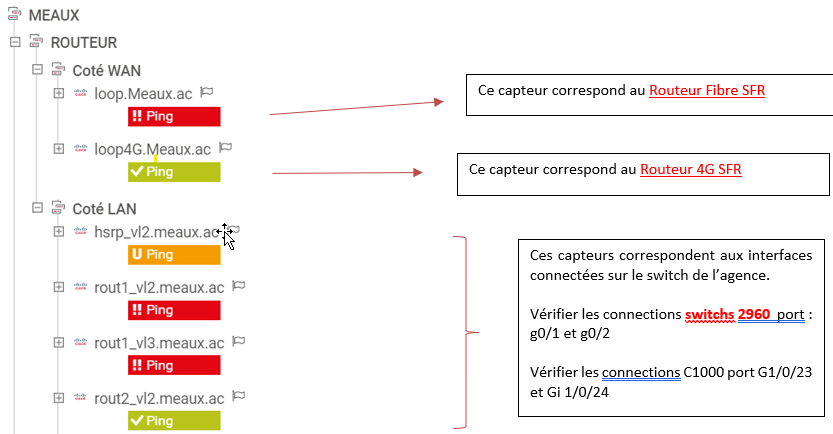 MEAUX
ROUTEUR
Coté WAN
loop.Meaux.ac
!! Ping
Ce capteur correspond au Routeur Fibre SFR
loop4G.Meaux.ac
Ping
Ce capteur correspond au Routeur 4G SFR
Coté LAN
hsrp_vl2.meaux.ac
U Ping
rout1_vl2.meaux.ac
!! Ping
rout1_vl3.meaux.ac
!! Ping
rout2_vl2.meaux.ac
Ping
Ces capteurs correspondent aux interfaces
connectées sur le switch de l’agence.
Vérifier les connections switchs 2960 port :
g0/1 et g0/2
Vérifier les connections C1000 port G1/0/23
et Gi 1/0/24